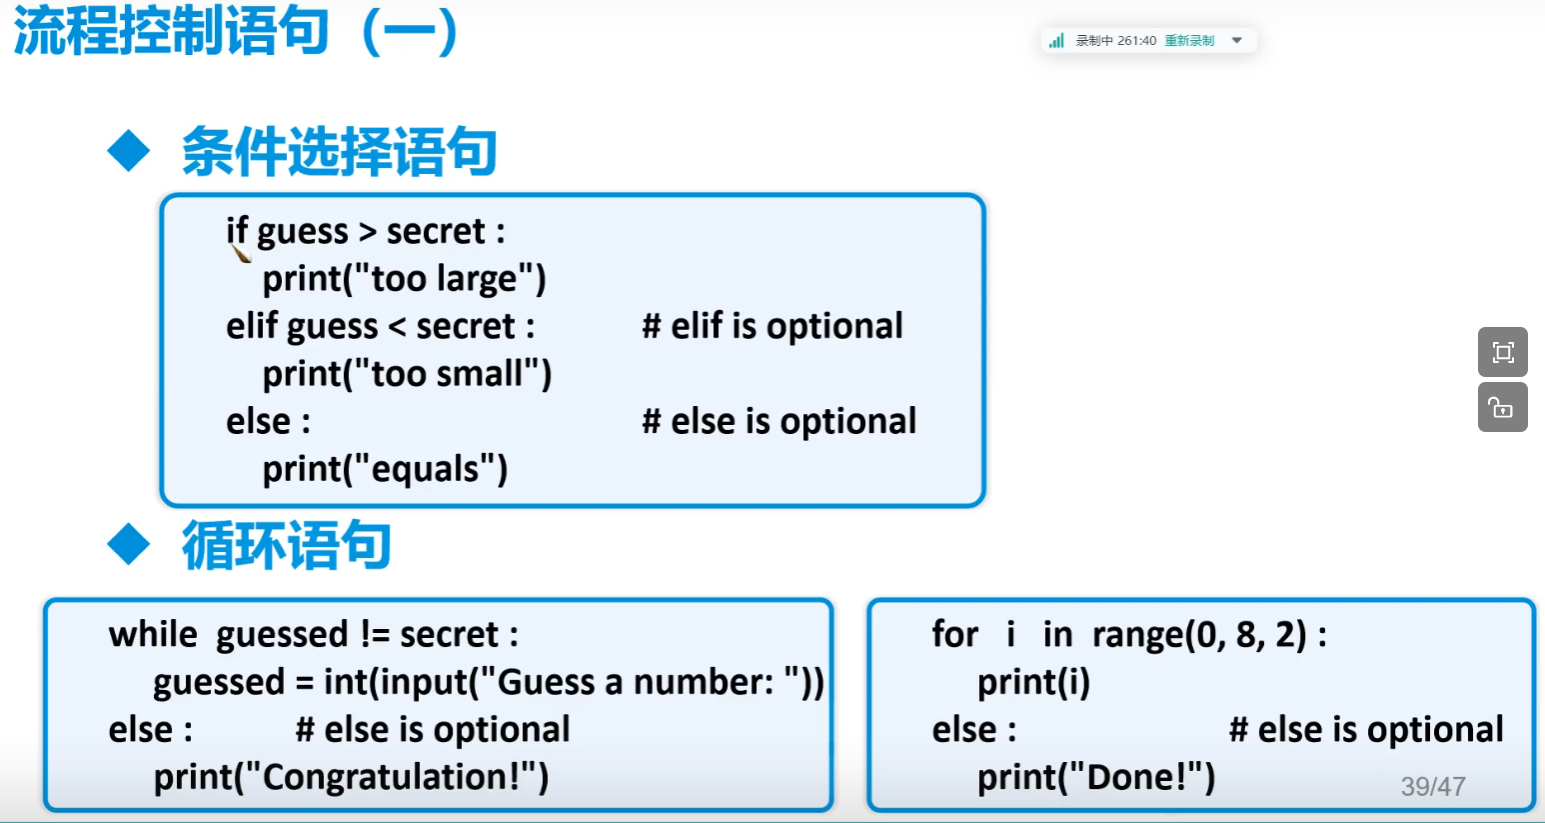 流程控制语句（一）
录制中 261:40 重新录制
条件选择语句
if guess > secret :
print("too large")
elif guess < secret : # elif is optional
print("too small")
else : # else is optional
print("equals")
循环语句
while guessed != secret :
guessed = int(input("Guess a number: "))
else : # else is optional
print("Congratulation!")
for i in range(0, 8, 2) :
print(i)
else : # else is optional
print("Done!")
39/47